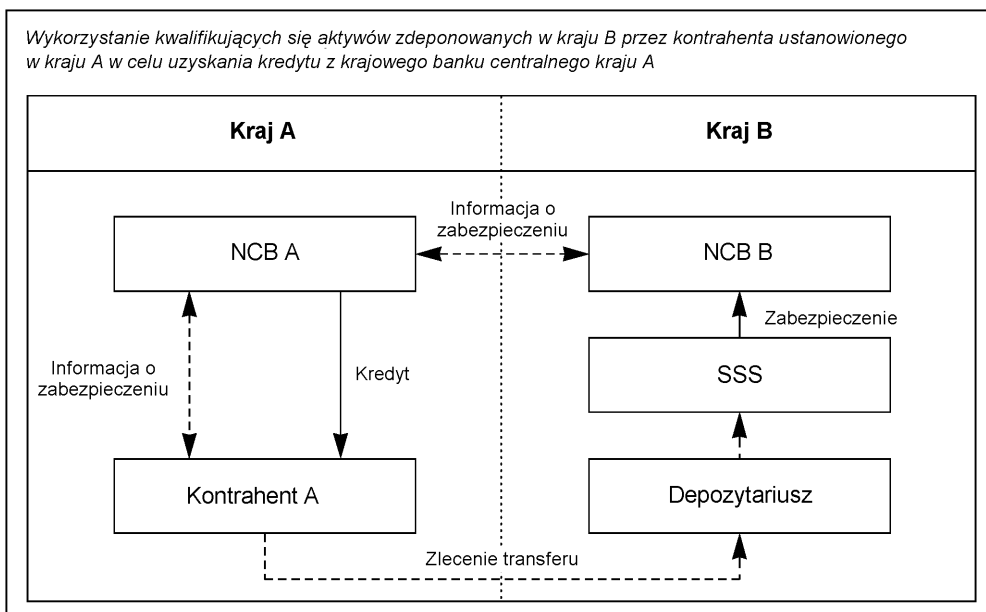 Wykorzystanie kwalifikujących się aktywów zdeponowanych w kraju B przez kontrahenta ustanowionego
w kraju A w celu uzyskania kredytu z krajowego banku centralnego kraju A
Kraj A
Kraj B
Informacja o
zabezpieczeniu
NCB A
NCB B
Zabezpieczenie
Informacja o
zabezpieczeniu
Kredyt
SSS
Kontrahent A
Depozytariusz
Zlecenie transferu